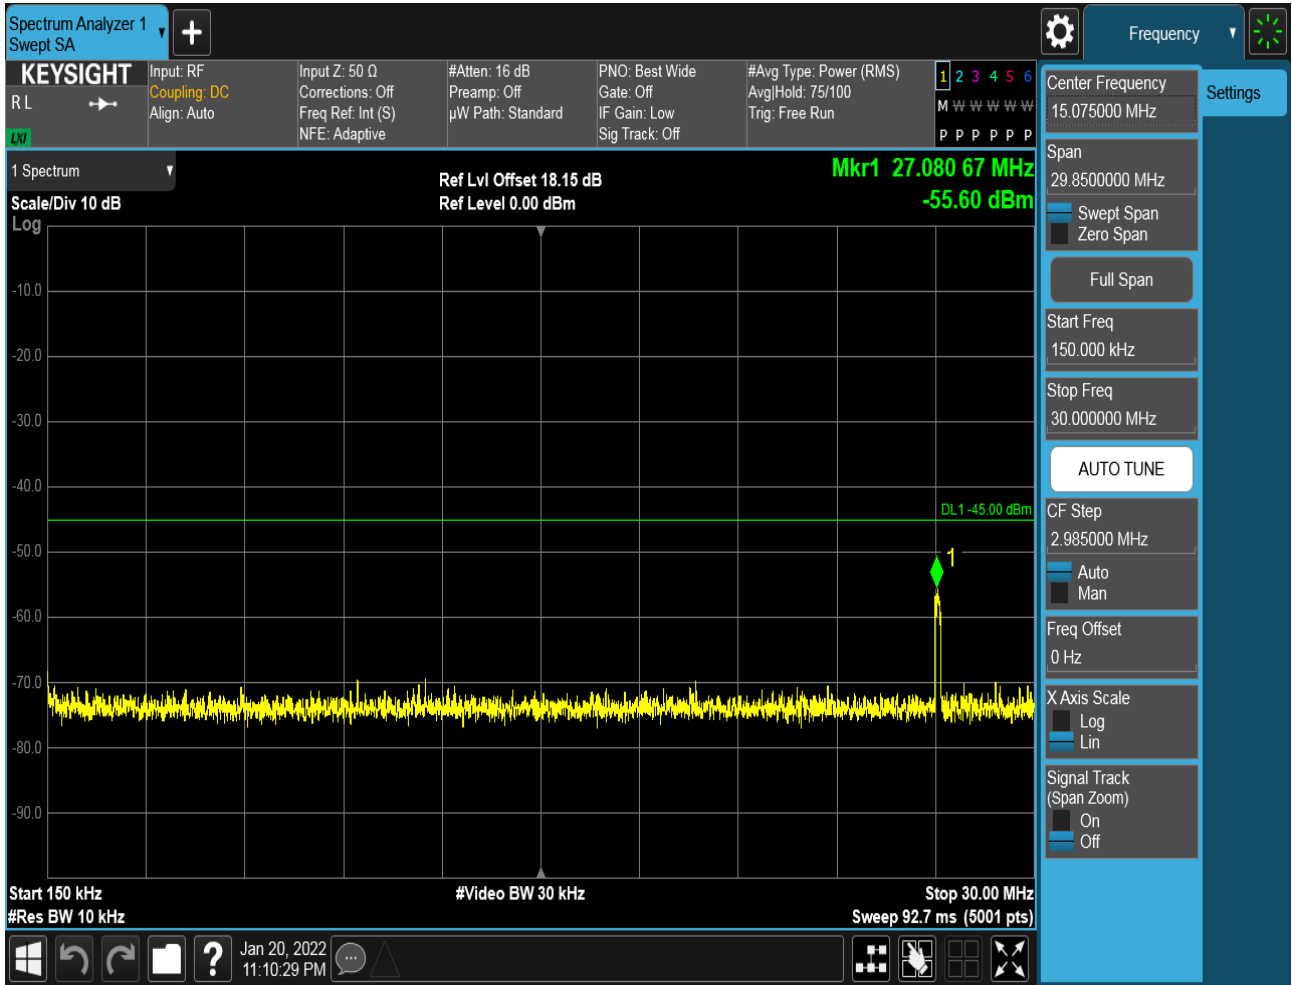 Spectrum Analyzer 1
Swept SA
+
Frequency
KEYSIGHT
R L
LXI
Input: RF
Coupling: DC
Align: Auto
Input Z: 50 Ω
Corrections: Off
Freq Ref: Int (S)
NFE: Adaptive
#Atten: 16 dB
Preamp: Off
µW Path: Standard
PNO: Best Wide
Gate: Off
IF Gain: Low
Sig Track: Off
#Avg Type: Power (RMS)
Avg|Hold: 75/100
Trig: Free Run
1 2 3 4 5 6
M W W W W W
P P P P P P
1 Spectrum
Scale/Div 10 dB
Log
Ref Lvl Offset 18.15 dB
Ref Level 0.00 dBm
Mkr1 27.080 67 MHz
-55.60 dBm
-10.0
-20.0
-30.0
-40.0
DL1 -45.00 dBm
-50.0
1
-60.0
-70.0
-80.0
-90.0
Start 150 kHz
#Video BW 30 kHz
Stop 30.00 MHz
#Res BW 10 kHz
Sweep 92.7 ms (5001 pts)
?
Jan 20, 2022
11:10:29 PM
Center Frequency
15.075000 MHz
Settings
Span
29.8500000 MHz
Swept Span
Zero Span
Full Span
Start Freq
150.000 kHz
Stop Freq
30.000000 MHz
AUTO TUNE
CF Step
2.985000 MHz
Auto
Man
Freq Offset
0 Hz
X Axis Scale
Log
Lin
Signal Track
(Span Zoom)
On
Off